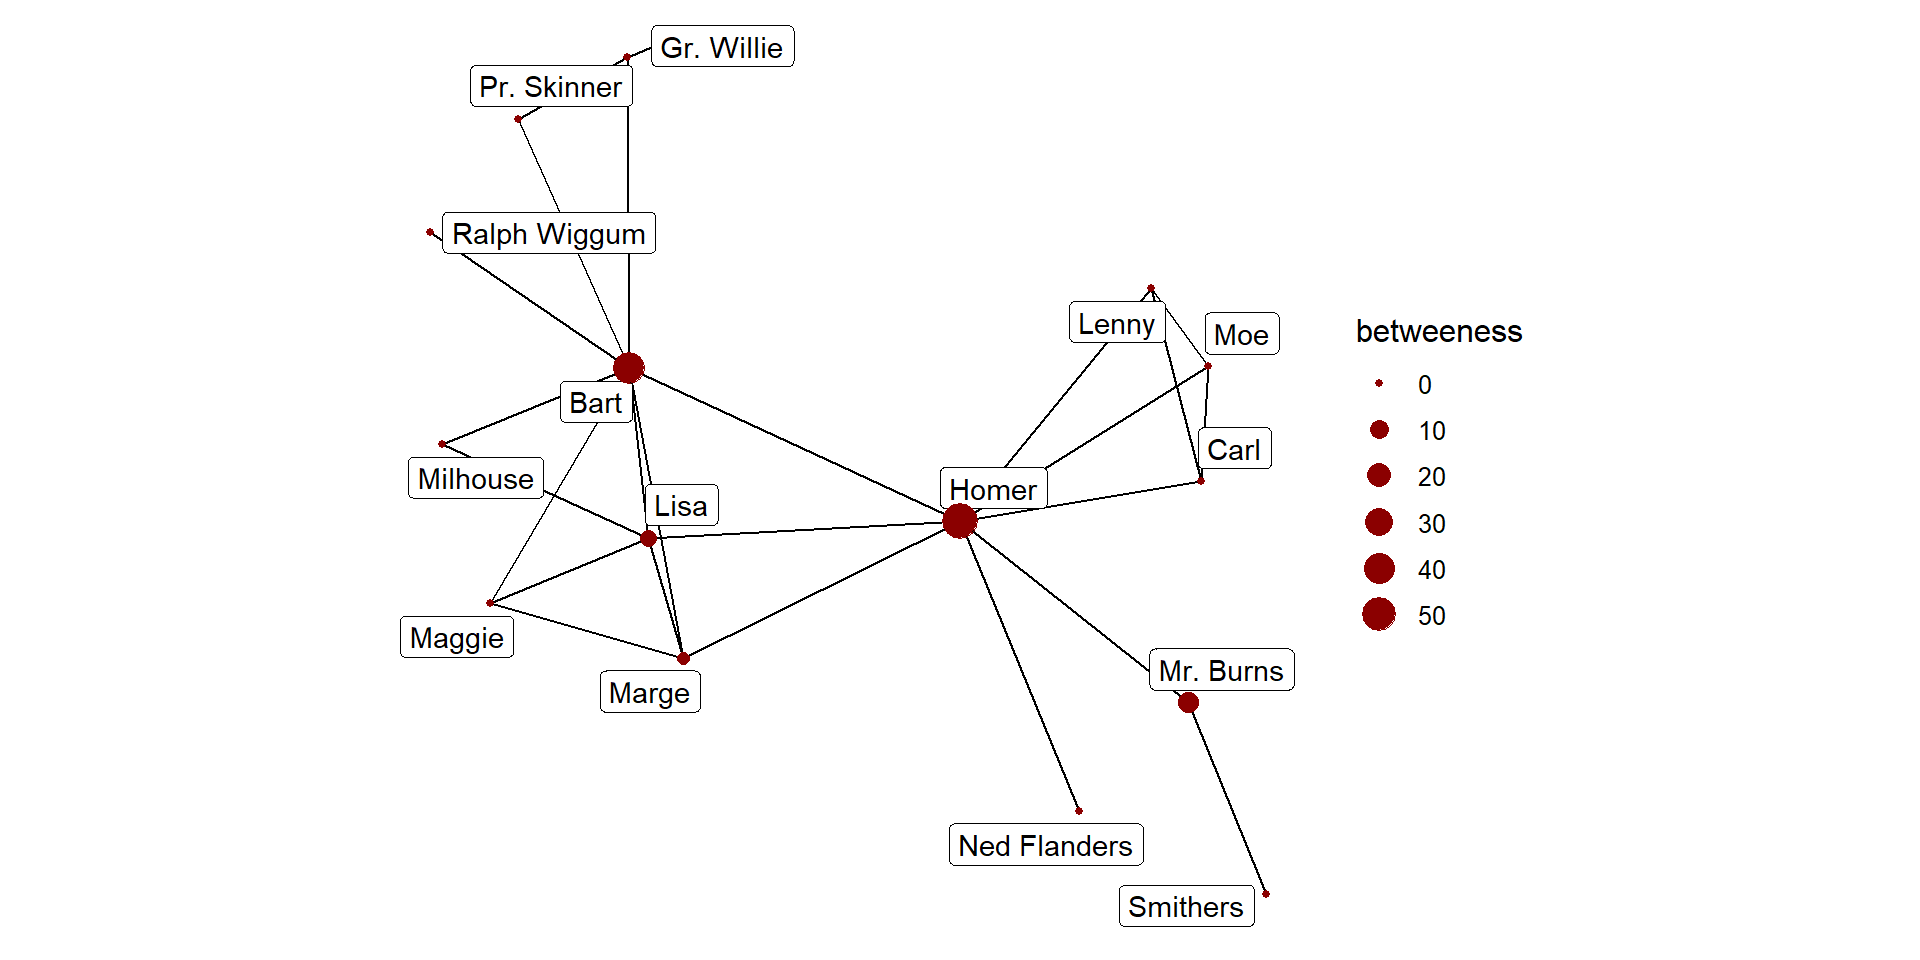 Gr. Willie
Pr. Skinner
Ralph Wiggum
Lenny
Moe
Bart
Carl
Milhouse
Homer
Lisa
Maggie
Marge
Mr. Burns
Ned Flanders
Smithers
betweeness
0
10
20
30
40
50